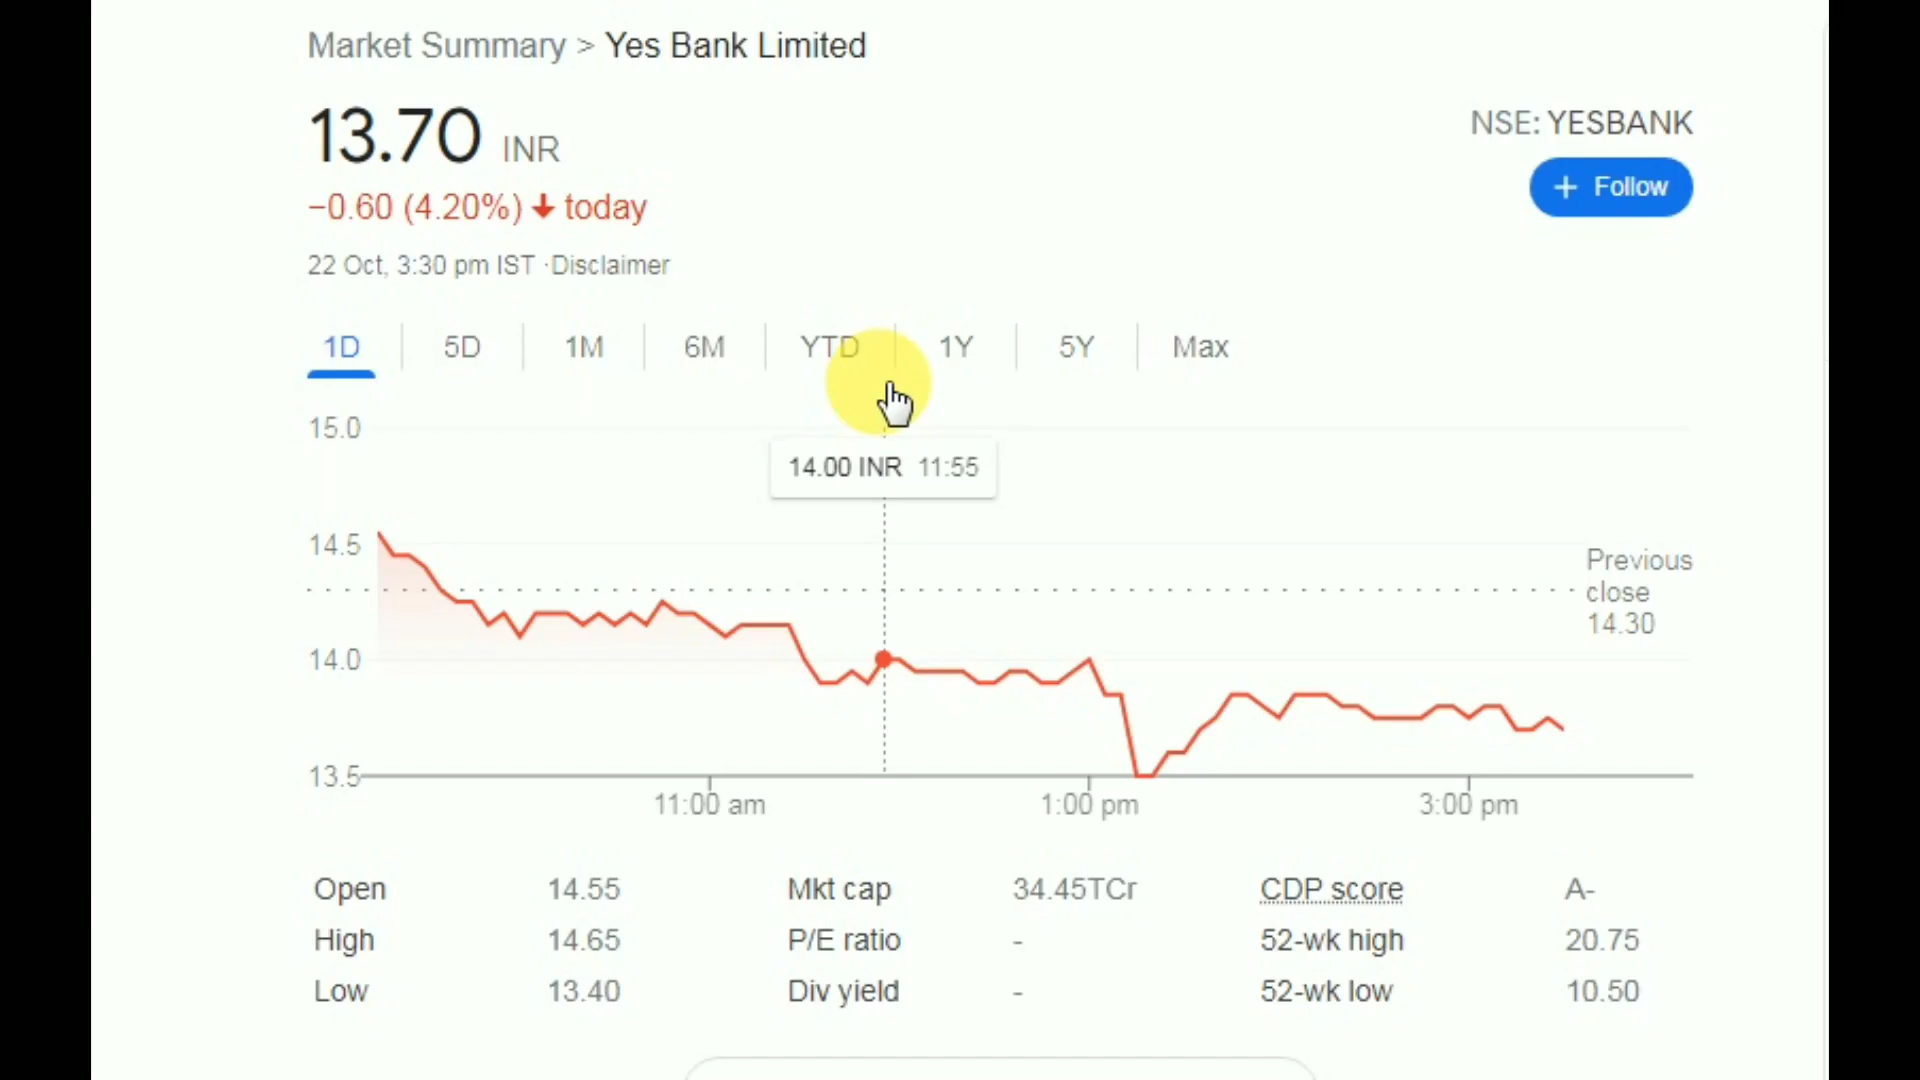 Market Summary > Yes Bank Limited
13.70 INR
NSE: YESBANK
−0.60 (4.20%) ↓ today
+ Follow
22 Oct, 3:30 pm IST ·Disclaimer
1D 5D 1M 6M YTD 1Y 5Y Max
15.0
14.00 INR 11:55
14.5
Previous
close
14.30
14.0
13.5
11:00 am 1:00 pm 3:00 pm
Open 14.55 Mkt cap 34.45TCr CDP score A-
High 14.65 P/E ratio - 52-wk high 20.75
Low 13.40 Div yield - 52-wk low 10.50